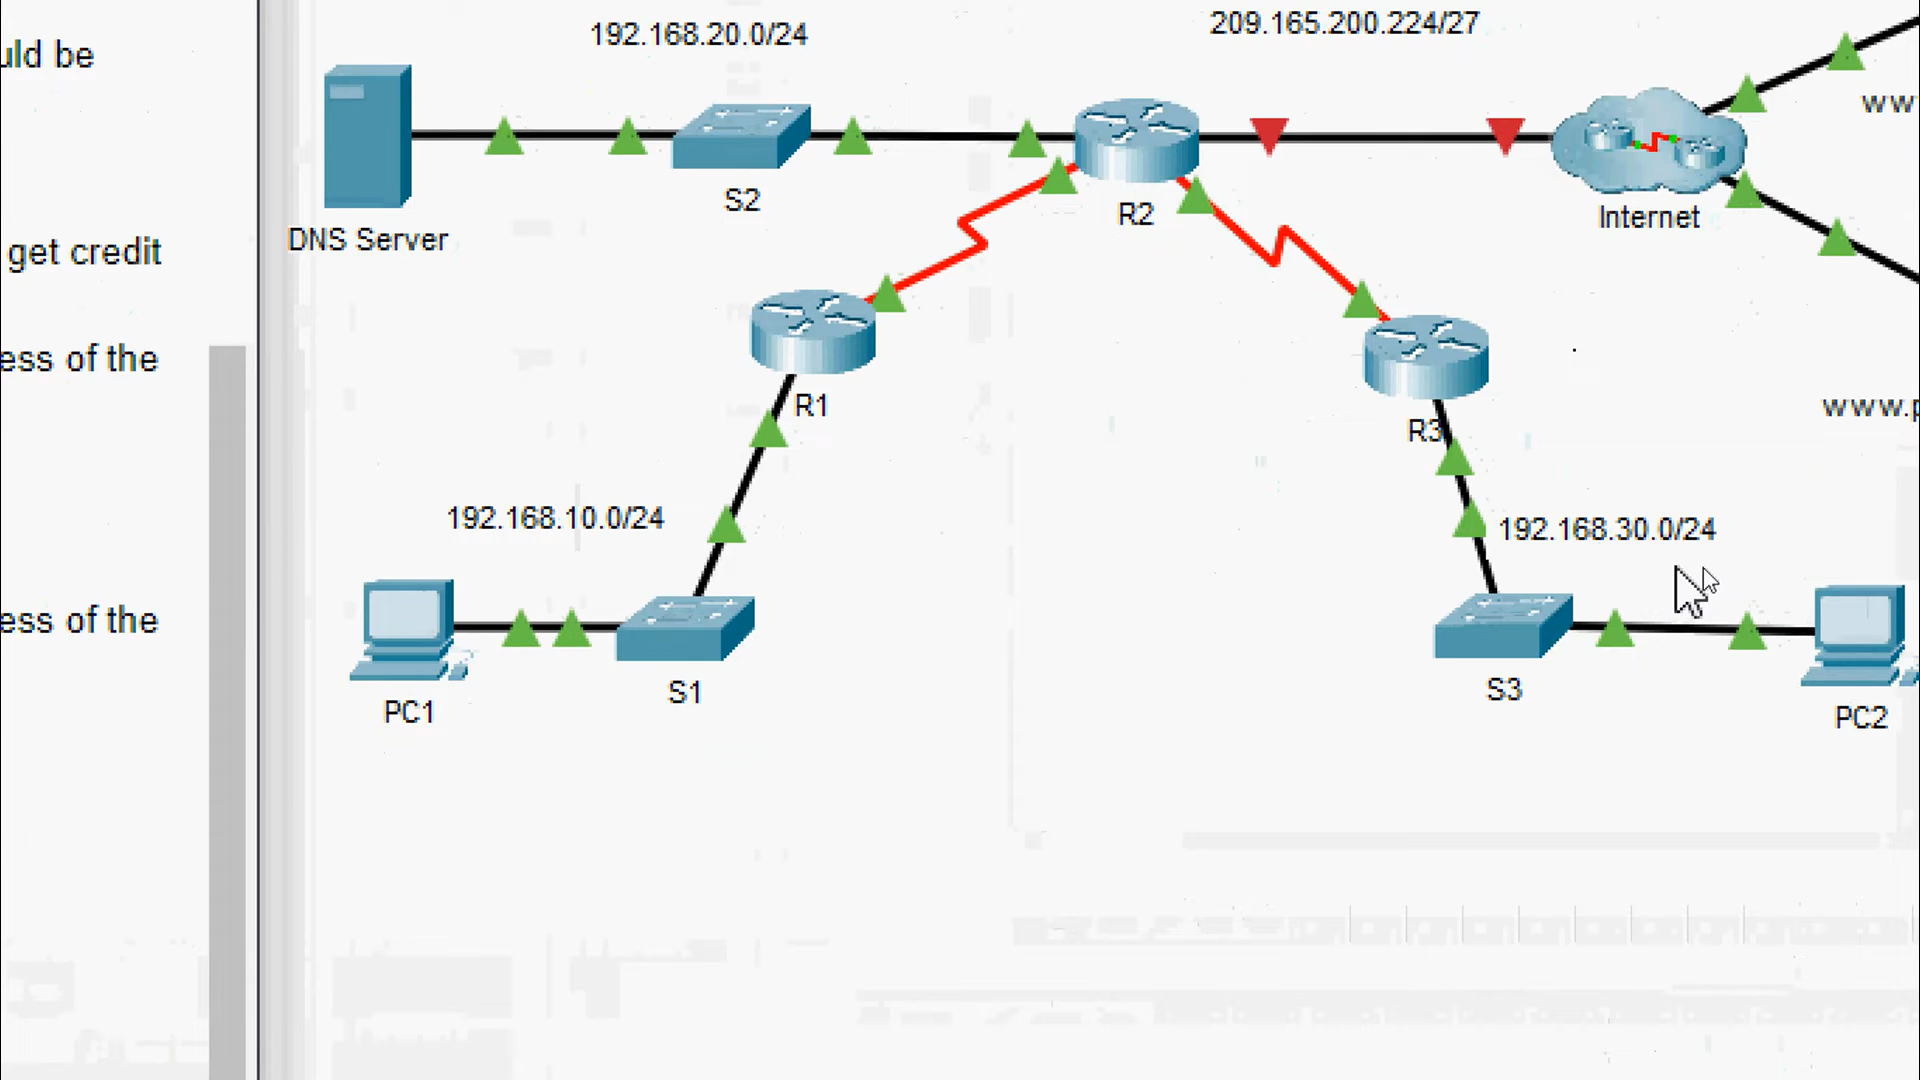 uld be
get credit
ess of the
ess of the
192.168.20.0/24
209.165.200.224/27
ww
DNS Server
S2
R2
Internet
R1
R3
www.p
192.168.10.0/24
192.168.30.0/24
PC1
S1
S3
PC2